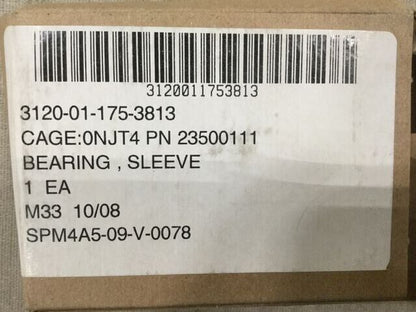 3120011753813
3120-01-175-3813
CAGE:0NJT4 PN 23500111
BEARING , SLEEVE
1 EA
M33 10/08
SPM4A5-09-V-0078